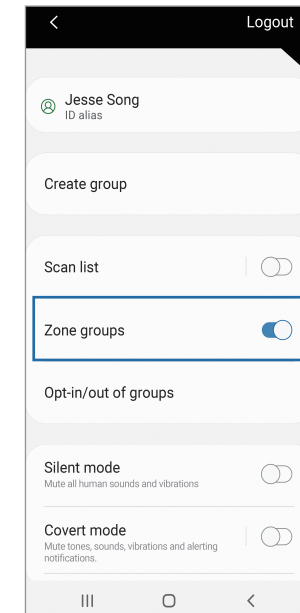 Logout
Jesse Song
ID alias
Create group
Scan list
Zone groups
Opt-in/out of groups
Silent mode
Mute all human sounds and vibrations
Covert mode
Mute tones, sounds, vibrations and alerting
notifications.